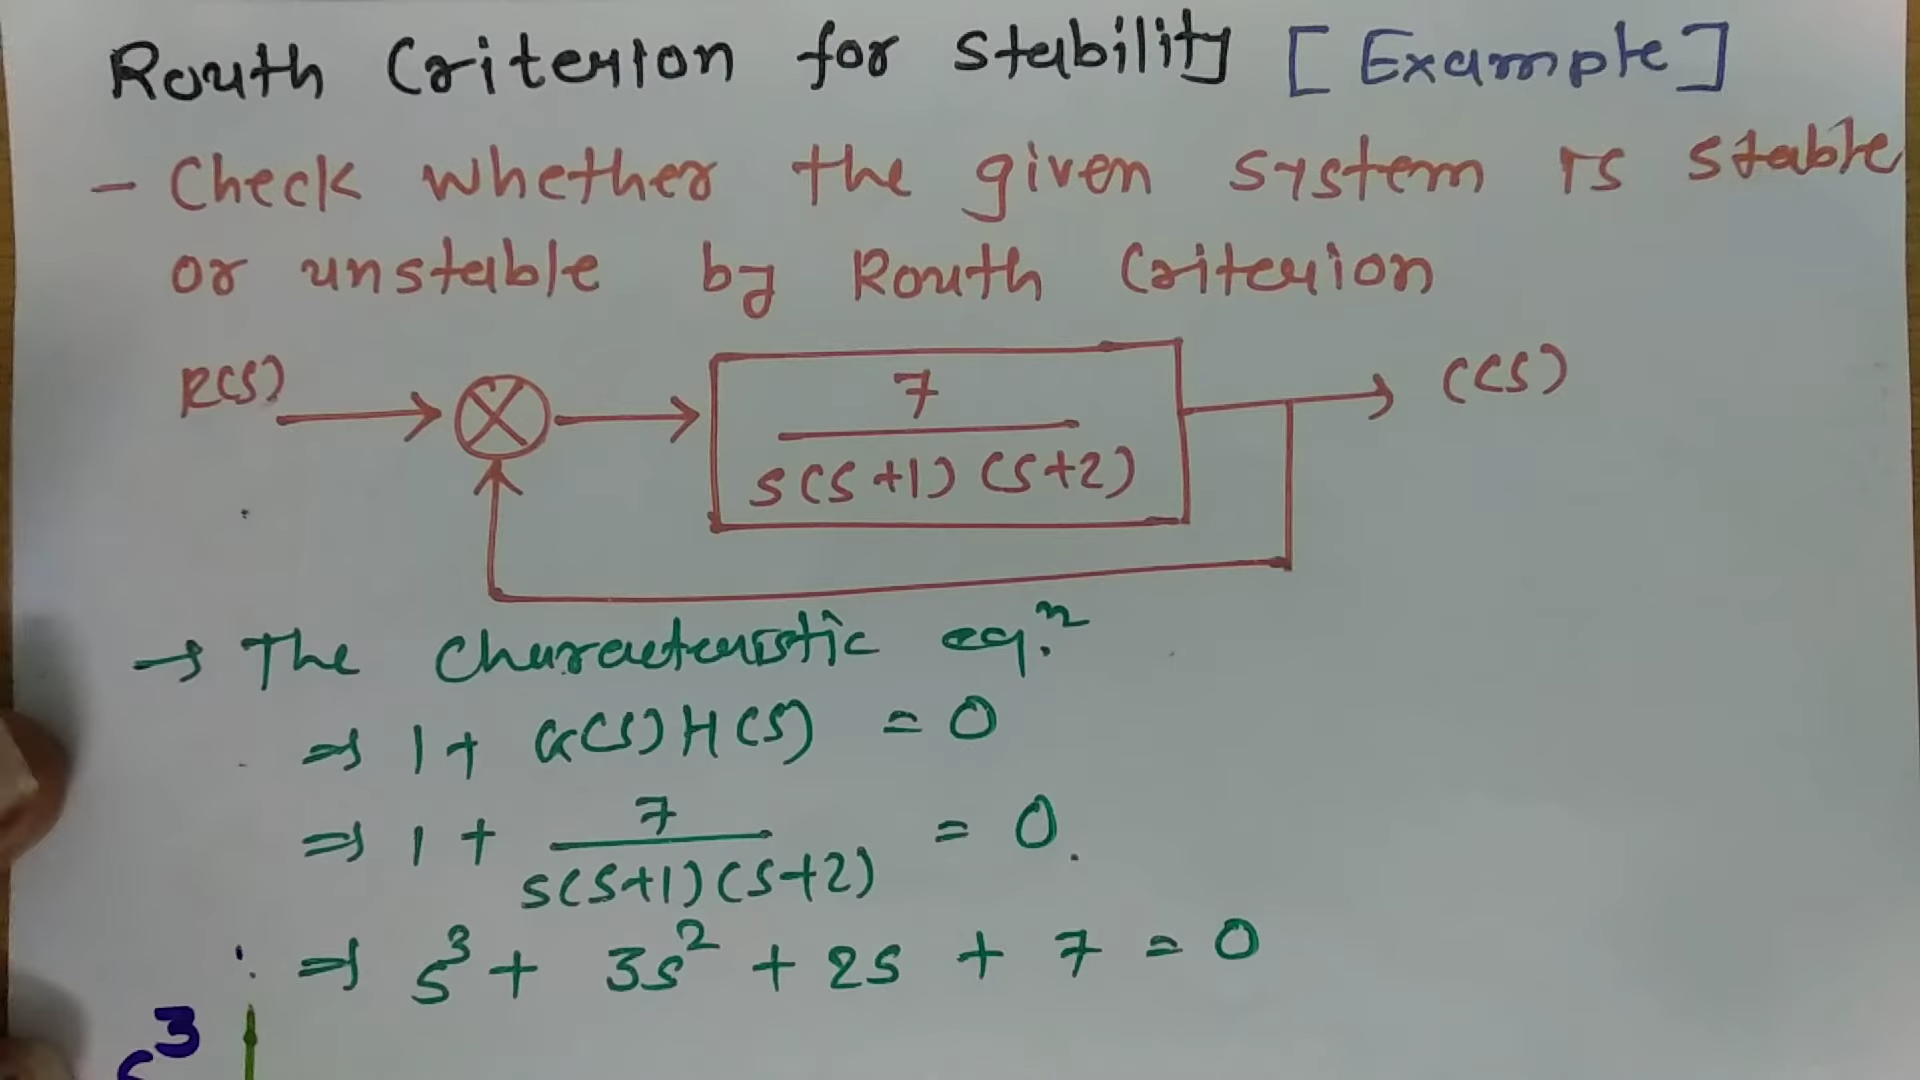 Routh Criterion for stability [Example]
- Check whether the given system is stable
or unstable by Routh Criterion
R(S)
7
S(S+1)(S+2)
C(S)
→ The Characteristic eq.ⁿ
⇒ 1 + G(S)H(S) = 0
⇒ 1 + 7 / S(S+1)(S+2) = 0.
∴ ⇒ S³ + 3S² + 2S + 7 = 0
S³